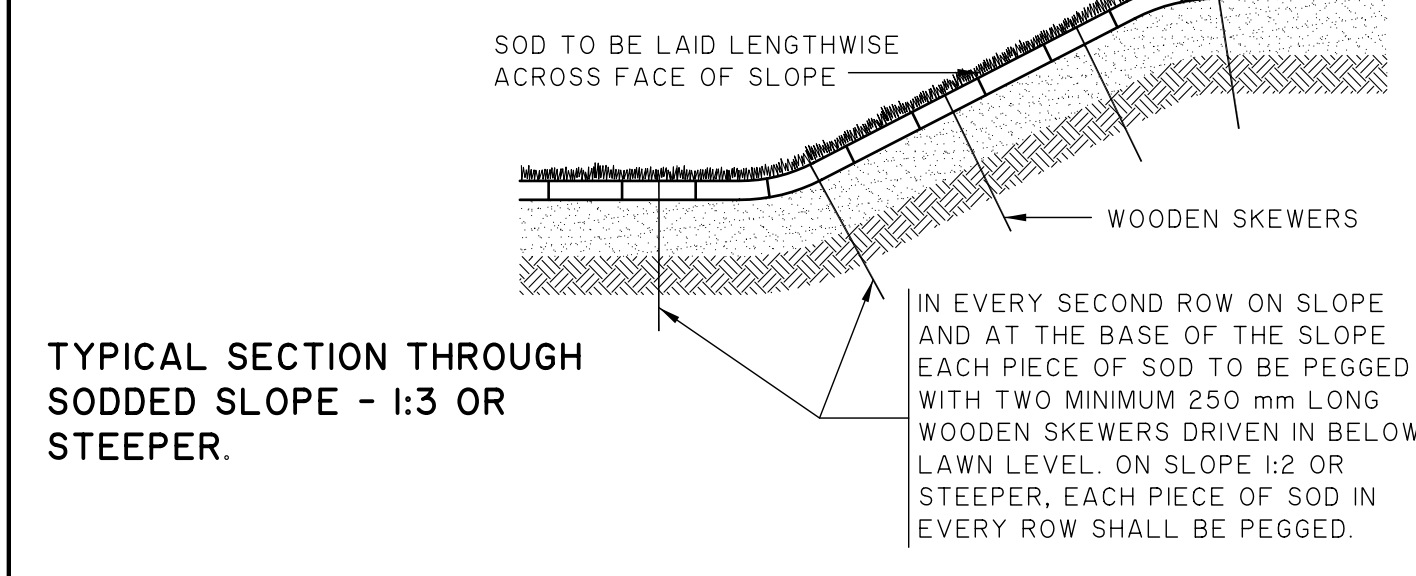 SOD TO BE LAID LENGTHWISE
ACROSS FACE OF SLOPE
WOODEN SKEWERS
IN EVERY SECOND ROW ON SLOPE
AND AT THE BASE OF THE SLOPE
EACH PIECE OF SOD TO BE PEGGED
WITH TWO MINIMUM 250 mm LONG
WOODEN SKEWERS DRIVEN IN BELOW
LAWN LEVEL. ON SLOPE 1:2 OR
STEEPER, EACH PIECE OF SOD IN
EVERY ROW SHALL BE PEGGED.
TYPICAL SECTION THROUGH
SODDED SLOPE - 1:3 OR
STEEPER.